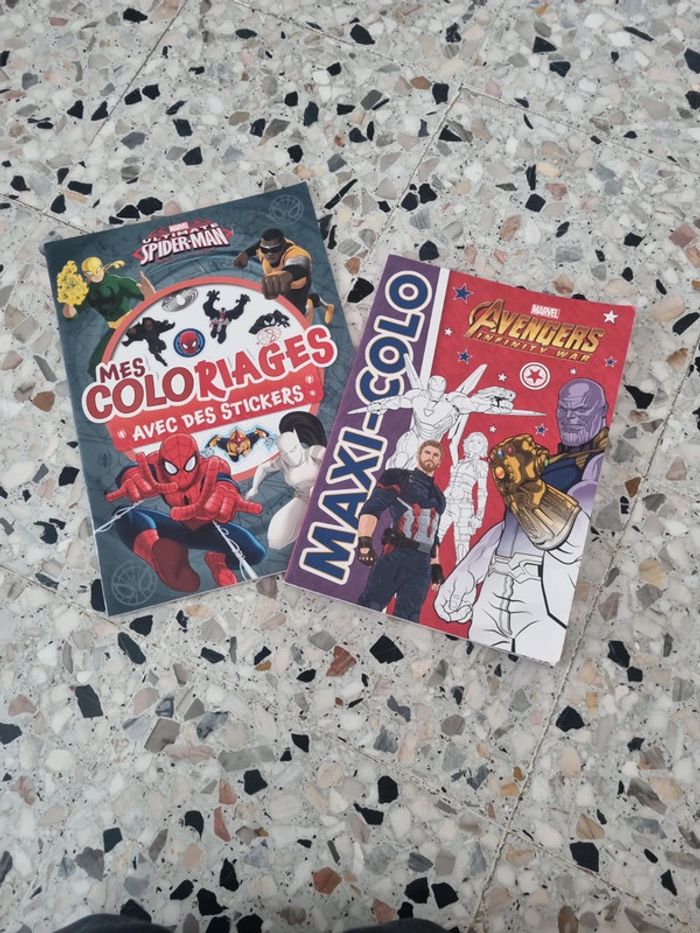 MARVEL
ULTIMATE
SPIDER-MAN
MES
COLORIAGES
AVEC DES STICKERS
MAXI-COLO
MARVEL
AVENGERS
INFINITY WAR